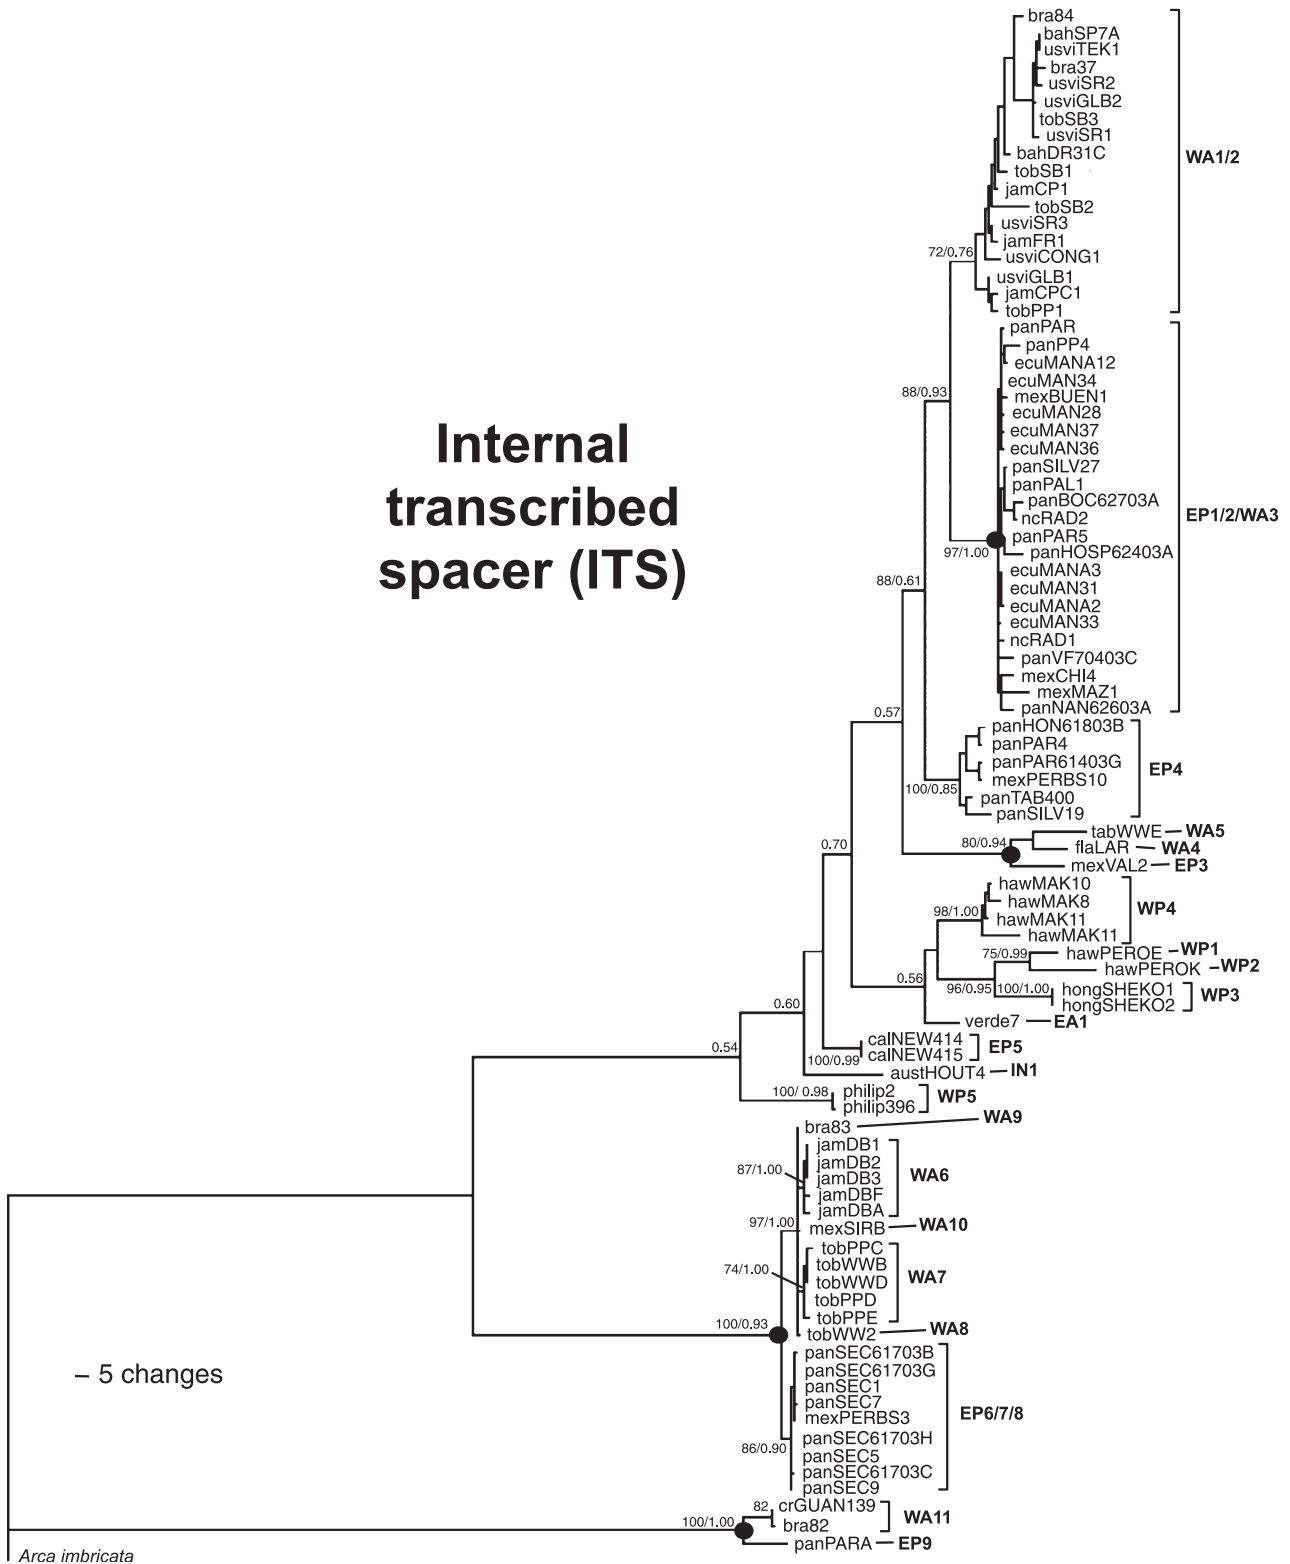 bra84
bahSP7A
usviTEK1
bra37
usviSR2
usviGLB2
tobSB3
usviSR1
bahDR31C
WA1/2
tobSB1
jamCP1
tobSB2
usviSR3
jamFR1
72/0.76
usviCONG1
usviGLB1
jamCPC1
tobPP1
panPAR
panPP4
ecuMANA12
ecuMAN34
88/0.93
mexBUEN1
ecuMAN28
ecuMAN37
ecuMAN36
Internal
transcribed
spacer (ITS)
panSILV27
panPAL1
panBOC62703A
ncRAD2
EP1/2/WA3
panPAR5
97/1.00
panHOSP62403A
ecuMANA3
88/0.61
ecuMAN31
ecuMANA2
ecuMAN33
ncRAD1
panVF70403C
mexCHI4
mexMAZ1
panNAN62603A
0.57
panHON61803B
panPAR4
panPAR61403G
EP4
mexPERBS10
100/0.85
panTAB400
panSILV19
tabWWE
WA5
80/0.94
flaLAR
WA4
0.70
mexVAL2
EP3
hawMAK10
hawMAK8
WP4
98/1.00
hawMAK11
hawMAK11
75/0.99
hawPEROE
WP1
hawPEROK
WP2
0.56
96/0.95
100/1.00
hongSHEKO1
WP3
hongSHEKO2
0.60
verde7
EA1
calNEW414
EP5
0.54
100/0.99
calNEW415
austHOUT4
IN1
100/ 0.98
philip2
WP5
philip396
WA9
bra83
jamDB1
jamDB2
87/1.00
jamDB3
WA6
jamDBF
jamDBA
97/1.00
mexSIRB
WA10
tobPPC
tobWWB
74/1.00
tobWWD
WA7
tobPPD
tobPPE
100/0.93
tobWW2
WA8
panSEC61703B
– 5 changes
panSEC61703G
panSEC1
panSEC7
mexPERBS3
EP6/7/8
panSEC61703H
86/0.90
panSEC5
panSEC61703C
panSEC9
82
crGUAN139
WA11
100/1.00
bra82
panPARA
EP9
Arca imbricata